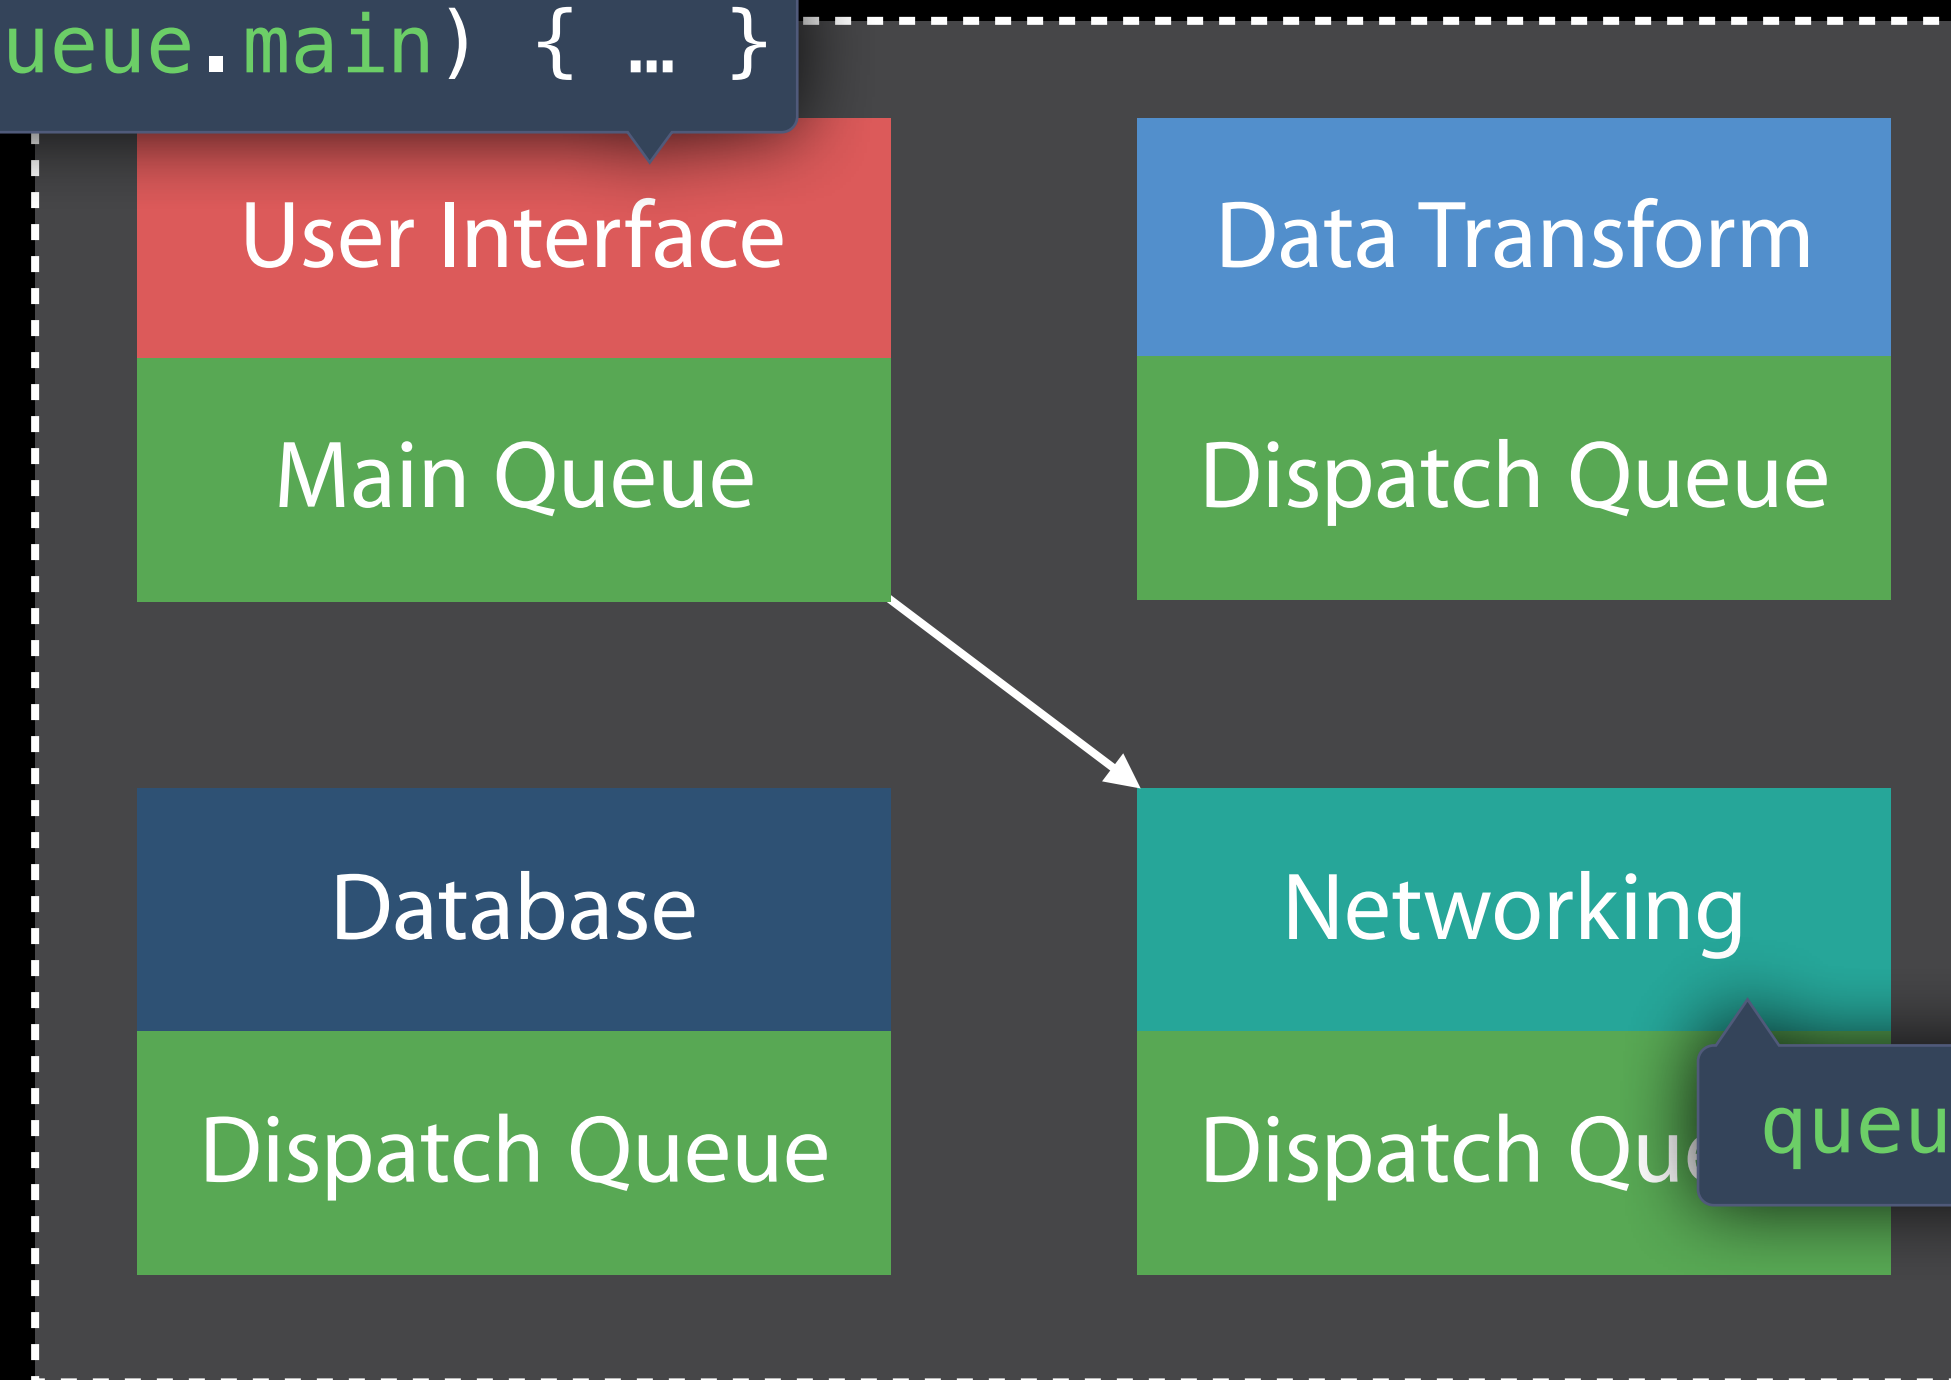 ueue.main) { … }
User Interface
Data Transform
Main Queue
Dispatch Queue
Database
Networking
Dispatch Queue
Dispatch Que
queu